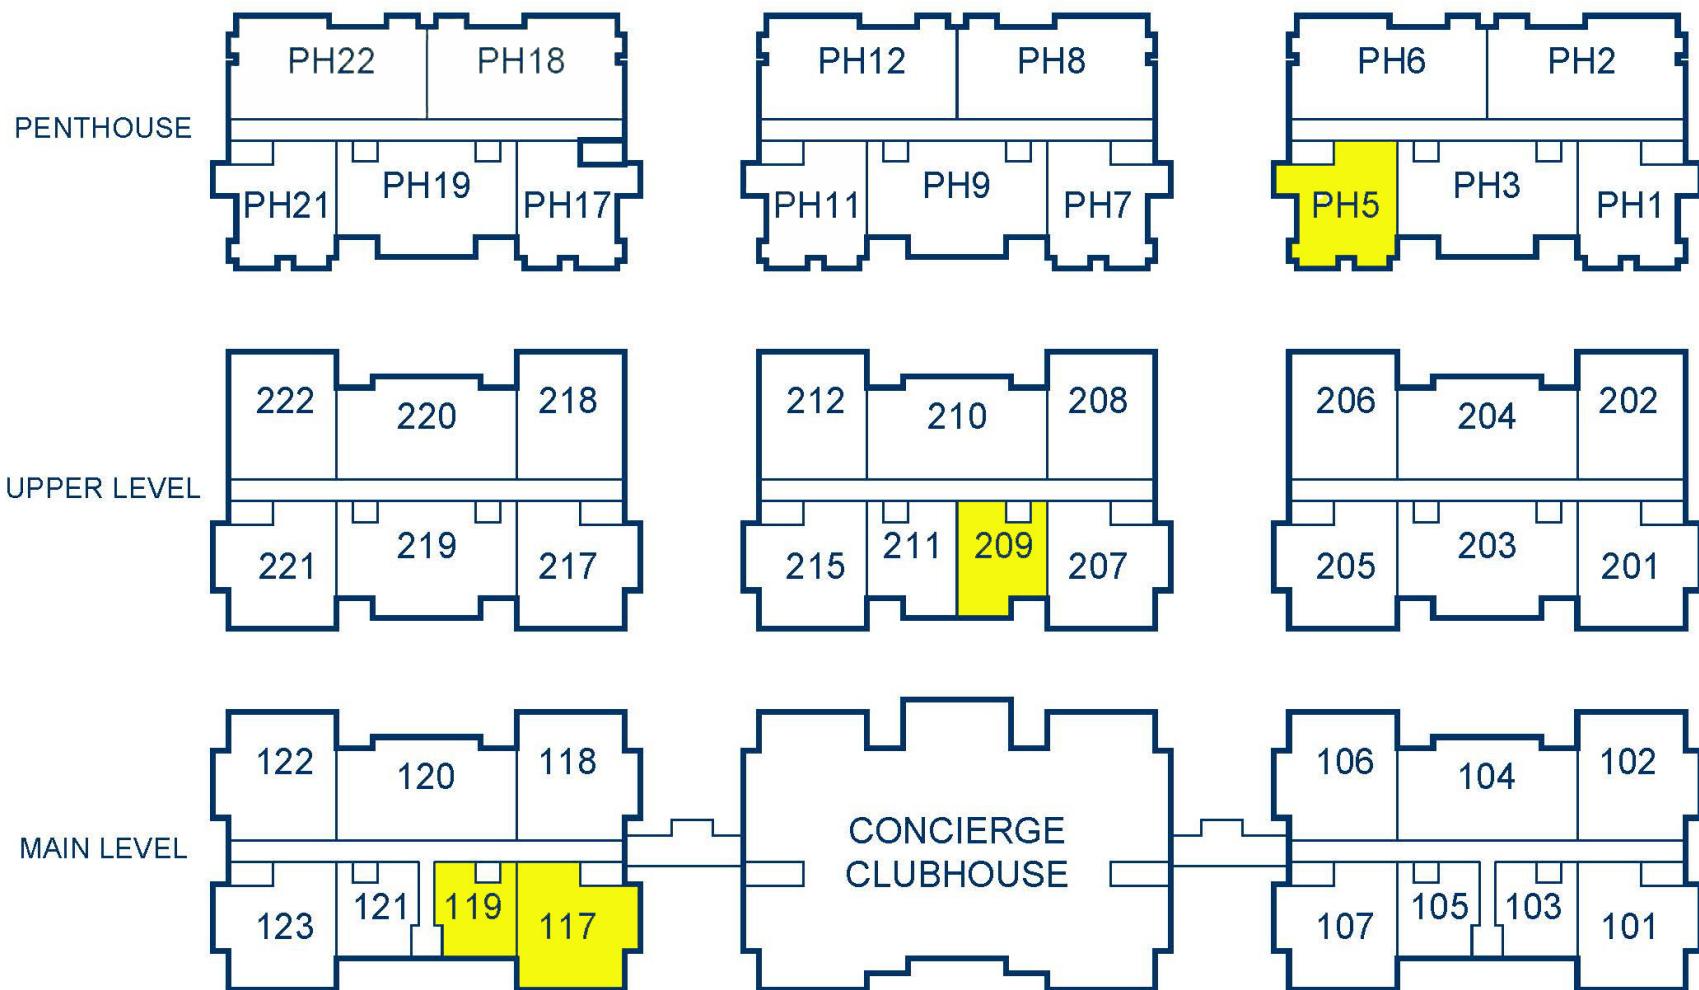 PH22 PH18 PH12 PH8 PH6 PH2
PENTHOUSE
PH21 PH19 PH17 PH11 PH9 PH7 PH5 PH3 PH1
222 220 218 212 210 208 206 204 202
UPPER LEVEL
221 219 217 215 211 209 207 205 203 201
122 120 118 106 104 102
MAIN LEVEL
CONCIERGE
CLUBHOUSE
123 121 119 117 107 105 103 101